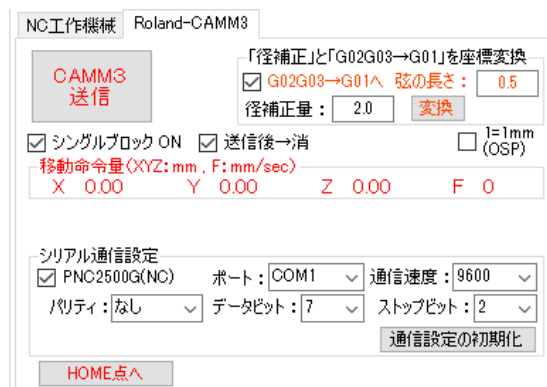 NC工作機械 Roland-CAMM3
CAMM3
送信
「径補正」と「G02G03→G01」を座標変換
G02G03→G01へ 弦の長さ: 0.5
径補正量: 2.0 変換
シングルブロック ON 送信後→消 1=1mm
(OSP)
移動命令量(XYZ:mm , F:mm/sec)
X 0.00 Y 0.00 Z 0.00 F 0
シリアル通信設定
PNC2500G(NC) ポート: COM1 通信速度: 9600
パリティ: なし データビット: 7 ストップビット: 2
通信設定の初期化
HOME点へ